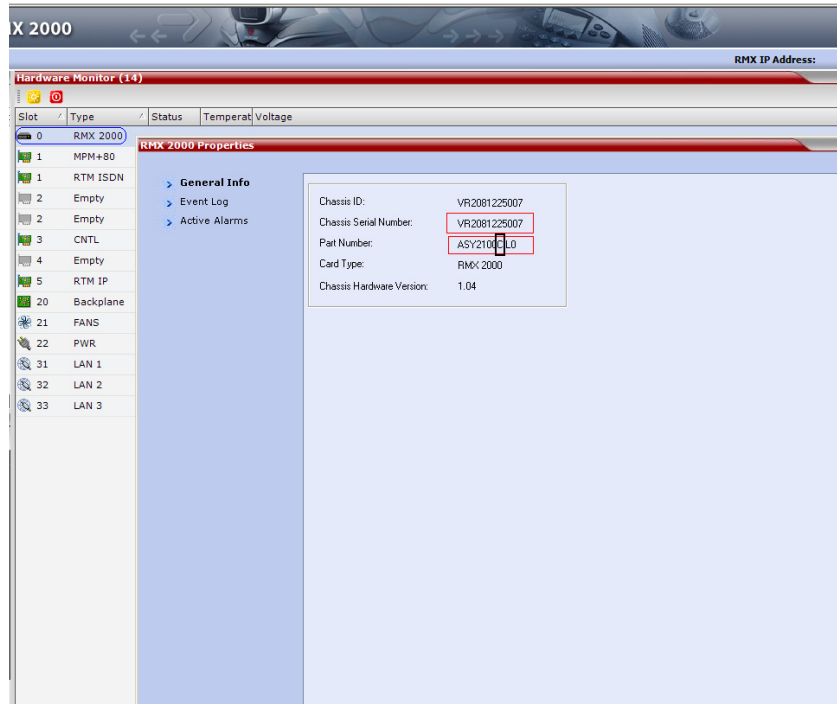 X 2000
RMX IP Address:
Hardware Monitor (14)
Slot Type Status Temperat Voltage
0 RMX 2000
RMX 2000 Properties
1 MPM+80
1 RTM ISDN
2 Empty
2 Empty
3 CNTL
4 Empty
5 RTM IP
20 Backplane
21 FANS
22 PWR
31 LAN 1
32 LAN 2
33 LAN 3
General Info
Event Log
Active Alarms
Chassis ID: VR2081225007
Chassis Serial Number: VR2081225007
Part Number: ASY2100C-L0
Card Type: RMX 2000
Chassis Hardware Version: 1.04